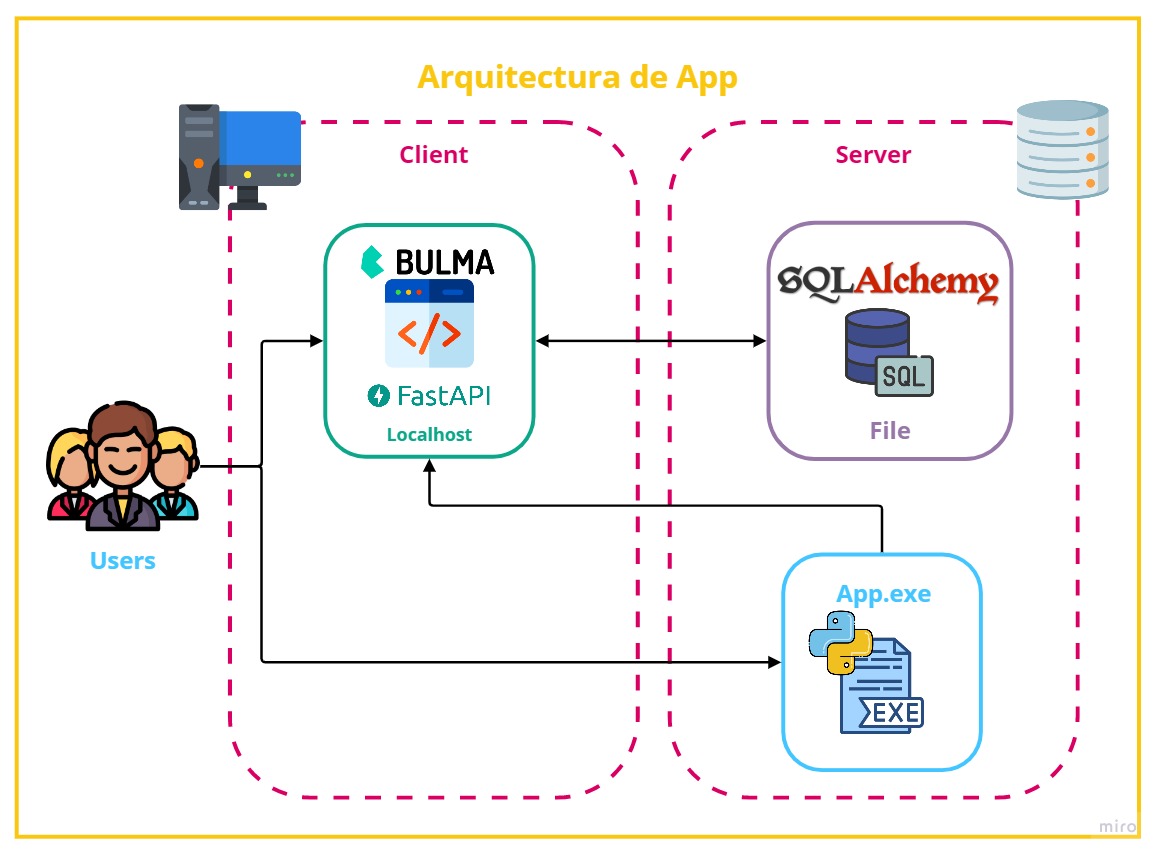 Arquitectura de App
Client
Server
BULMA
</>
FastAPI
Localhost
SQLAlchemy
SQL
File
Users
App.exe
EXE
miro